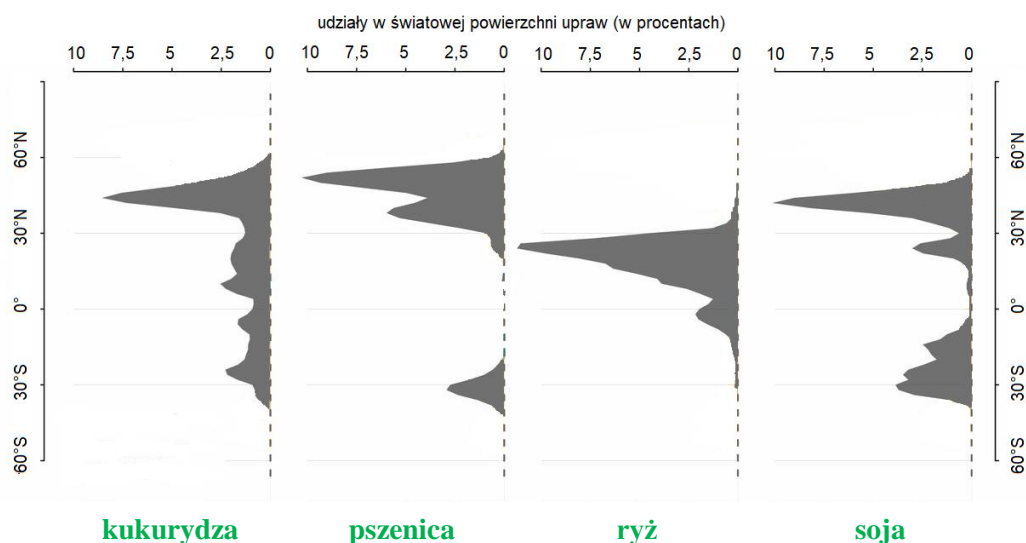 udziały w światowej powierzchni upraw (w procentach)
10 7,5 5 2,5 0 10 7,5 5 2,5 0 10 7,5 5 2,5 0 10 7,5 5 2,5 0
60°N 60°N
30°N 30°N
0° 0°
30°S 30°S
60°S 60°S
kukurydza pszenica ryż soja